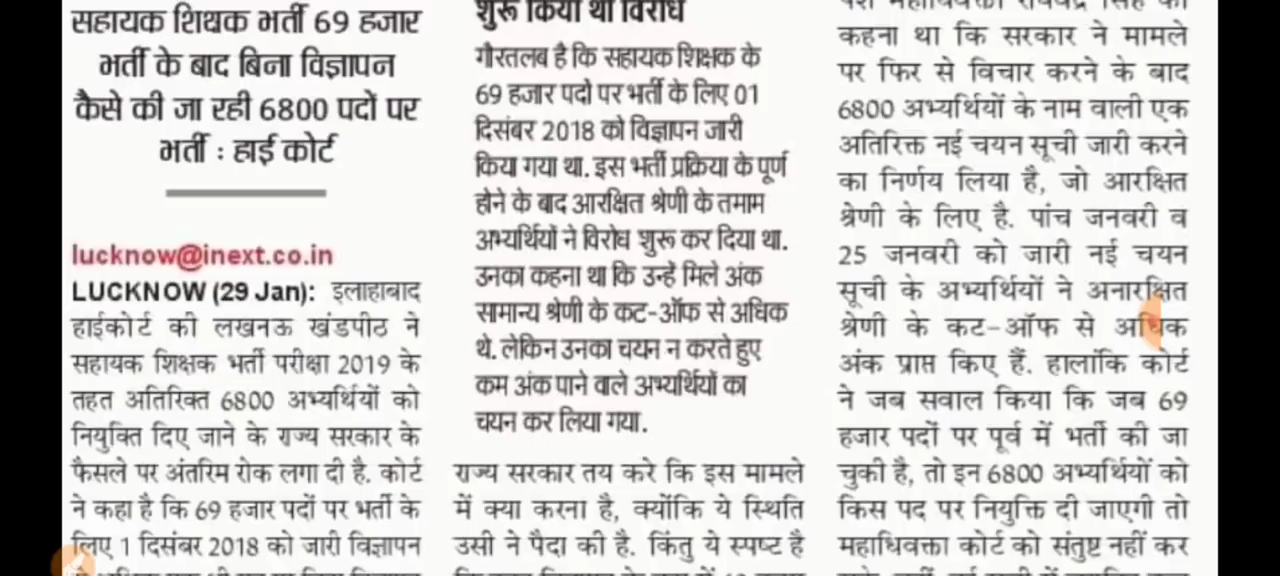 सहायक शिक्षक भर्ती 69 हजार
भर्ती के बाद बिना विज्ञापन
कैसे की जा रही 6800 पदों पर
भर्ती : हाई कोर्ट
lucknow@inext.co.in
LUCKNOW (29 Jan): इलाहाबाद
हाईकोर्ट की लखनऊ खंडपीठ ने
सहायक शिक्षक भर्ती परीक्षा 2019 के
तहत अतिरिक्त 6800 अभ्यर्थियों को
नियुक्ति दिए जाने के राज्य सरकार के
फैसले पर अंतरिम रोक लगा दी है. कोर्ट
ने कहा है कि 69 हजार पदों पर भर्ती के
लिए 1 दिसंबर 2018 को जारी विज्ञापन
शुरू किया था विरोध
गौरतलब है कि सहायक शिक्षक के
69 हजार पदों पर भर्ती के लिए 01
दिसंबर 2018 को विज्ञापन जारी
किया गया था. इस भर्ती प्रक्रिया के पूर्ण
होने के बाद आरक्षित श्रेणी के तमाम
अभ्यर्थियों ने विरोध शुरू कर दिया था.
उनका कहना था कि उन्हें मिले अंक
सामान्य श्रेणी के कट-ऑफ से अधिक
थे. लेकिन उनका चयन न करते हुए
कम अंक पाने वाले अभ्यर्थियों का
चयन कर लिया गया.
राज्य सरकार तय करे कि इस मामले
में क्या करना है, क्योंकि ये स्थिति
उसी ने पैदा की है. किंतु ये स्पष्ट है
कहना था कि सरकार ने मामले
पर फिर से विचार करने के बाद
6800 अभ्यर्थियों के नाम वाली एक
अतिरिक्त नई चयन सूची जारी करने
का निर्णय लिया है, जो आरक्षित
श्रेणी के लिए है. पांच जनवरी व
25 जनवरी को जारी नई चयन
सूची के अभ्यर्थियों ने अनारक्षित
श्रेणी के कट-ऑफ से अधिक
अंक प्राप्त किए हैं. हालांकि कोर्ट
ने जब सवाल किया कि जब 69
हजार पदों पर पूर्व में भर्ती की जा
चुकी है, तो इन 6800 अभ्यर्थियों को
किस पद पर नियुक्ति दी जाएगी तो
महाधिवक्ता कोर्ट को संतुष्ट नहीं कर